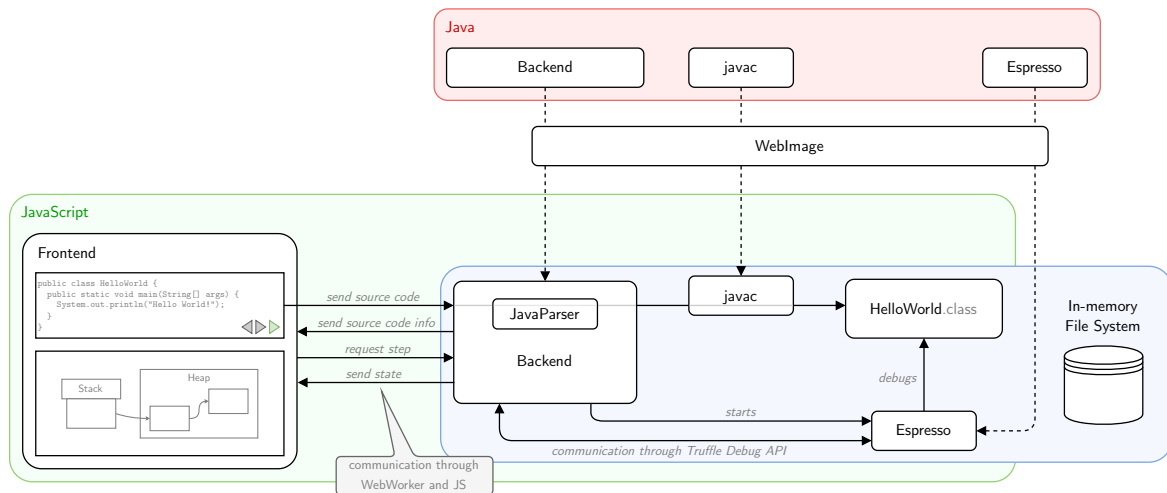 Java
Backend
javac
Espresso
WebImage
JavaScript
Frontend
public class HelloWorld {
public static void main(String[] args) {
System.out.println("Hello World!");
}
}
Stack
Heap
send source code
send source code info
request step
send state
communication through
WebWorker and JS
JavaParser
Backend
javac
HelloWorld.class
debugs
starts
Espresso
communication through Truffle Debug API
In-memory
File System